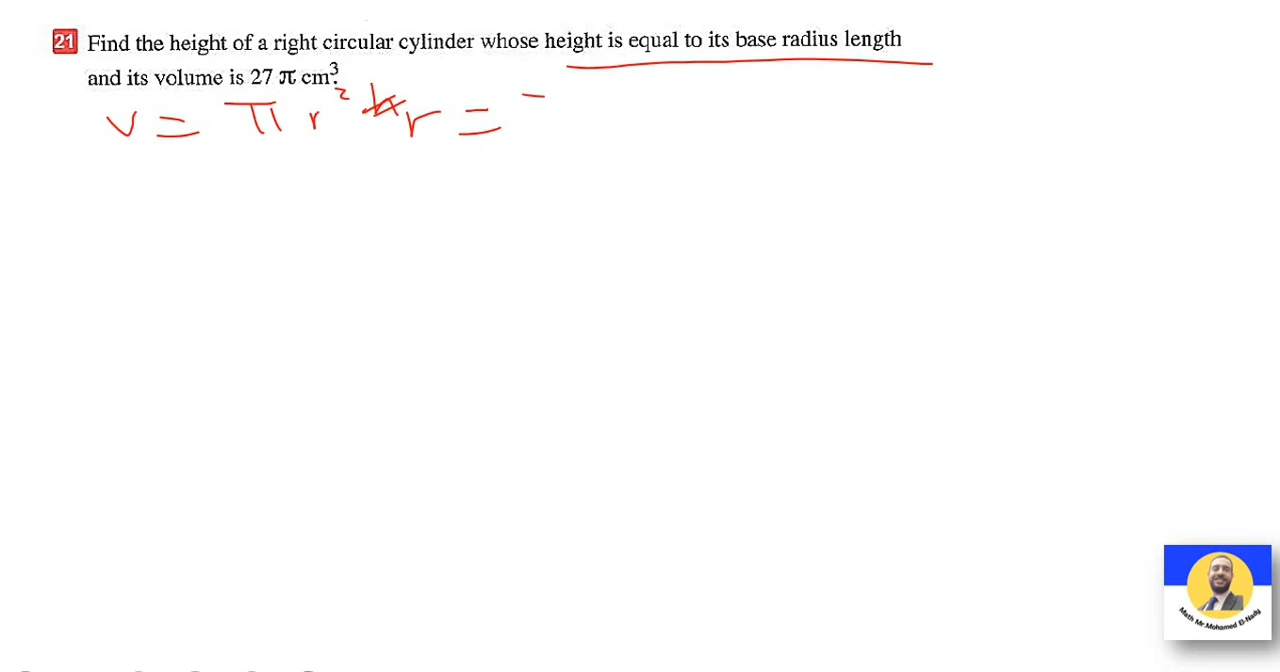 21 Find the height of a right circular cylinder whose height is equal to its base radius length
and its volume is 27 π cm³.
v = π r² h r =
Math Mr.Mohamed El-Nady